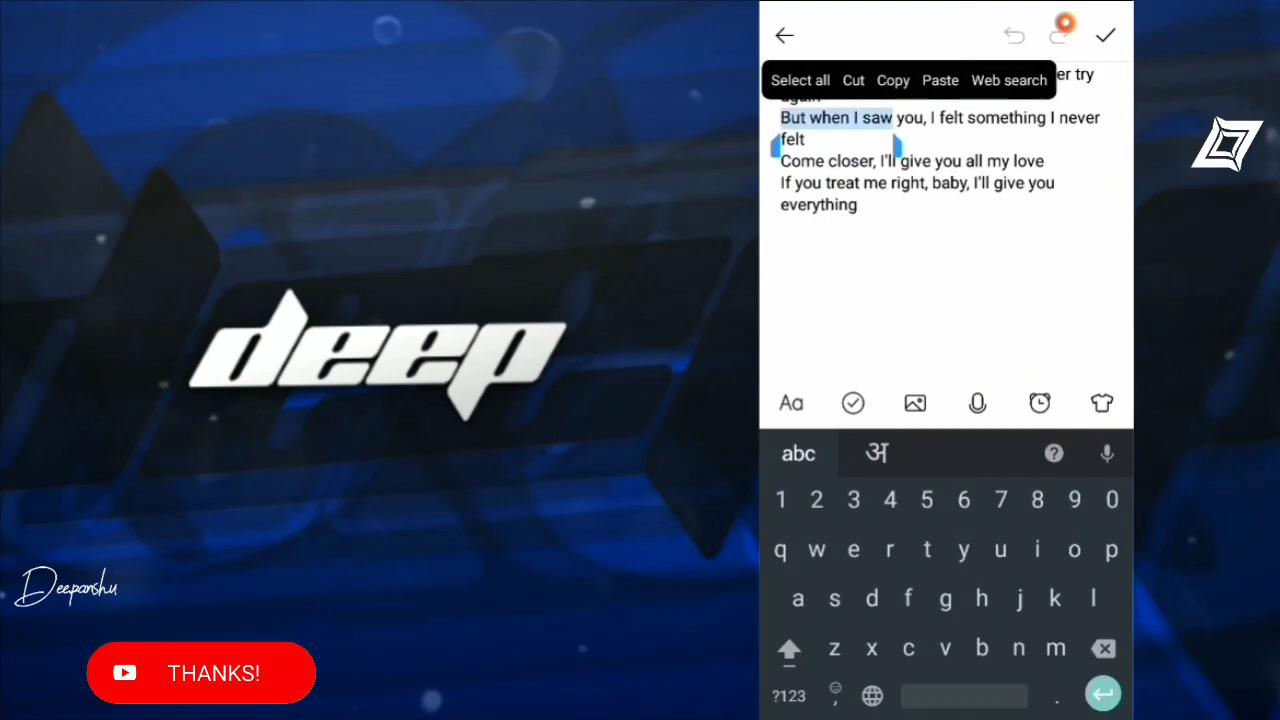 Select all Cut Copy Paste Web search
er try
again
But when I saw you, I felt something I never
felt
Come closer, I'll give you all my love
If you treat me right, baby, I'll give you
everything
deep
Aa
abc अ ?
1 2 3 4 5 6 7 8 9 0
q w e r t y u i o p
a s d f g h j k l
z x c v b n m
?123 , .
Deepanshu
THANKS!